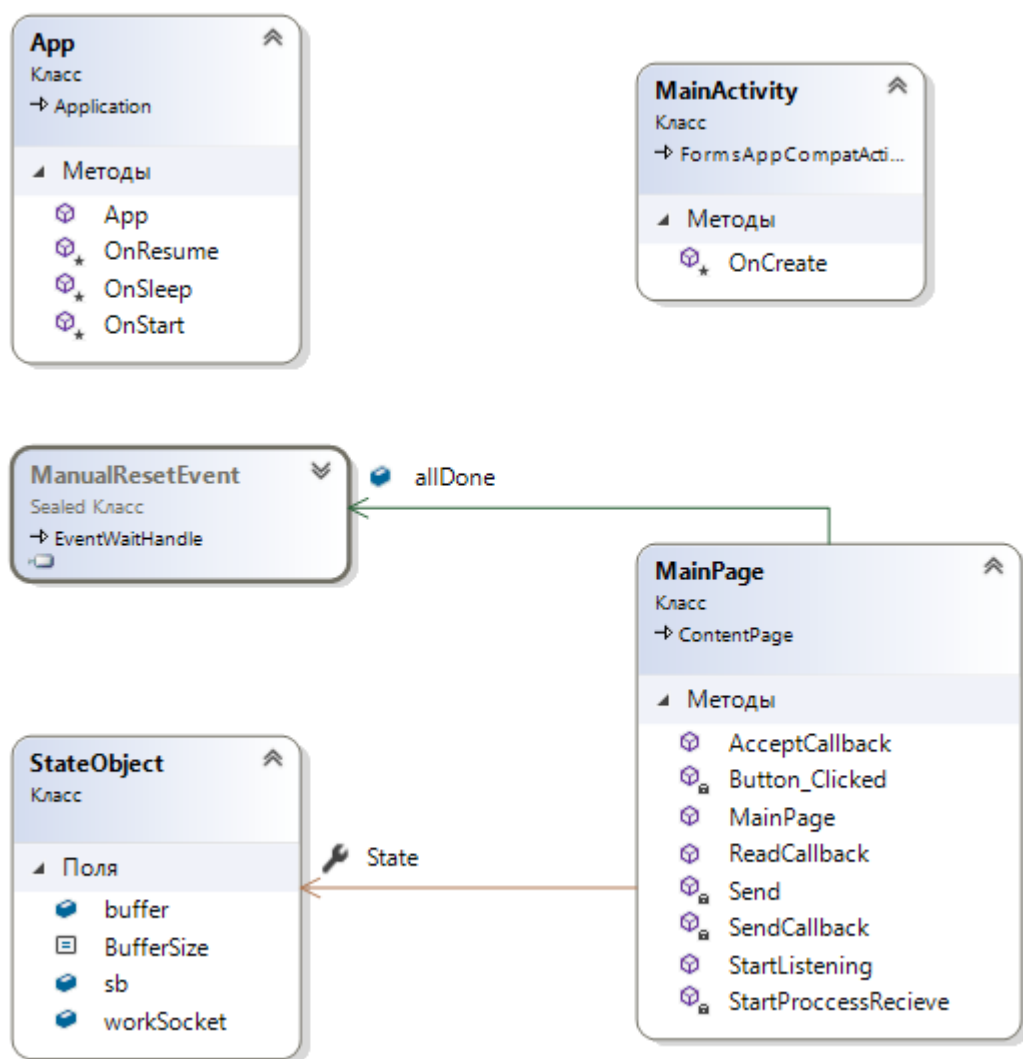 App
Класс
Application
Методы
App
OnResume
OnSleep
OnStart
MainActivity
Класс
FormsAppCompatActi...
Методы
OnCreate
ManualResetEvent
Sealed Класс
EventWaitHandle
allDone
MainPage
Класс
ContentPage
Методы
AcceptCallback
Button_Clicked
MainPage
ReadCallback
Send
SendCallback
StartListening
StartProccessRecieve
StateObject
Класс
Поля
buffer
BufferSize
sb
workSocket
State